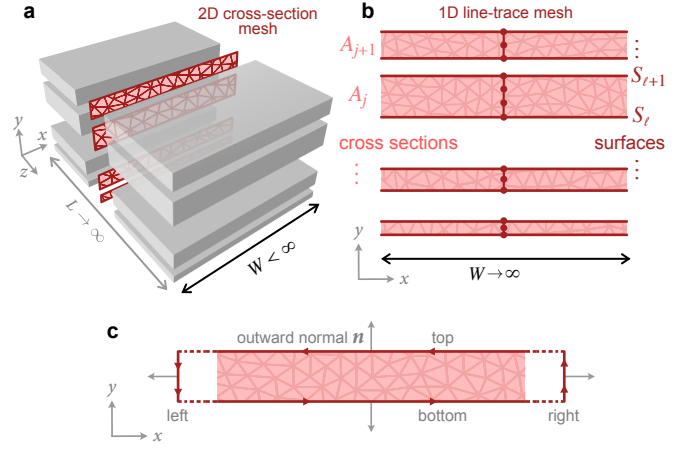 a
2D cross-section
mesh
y
x
z
L → ∞
W < ∞
b
1D line-trace mesh
A_{j+1}
S_{ℓ+1}
A_j
S_ℓ
cross sections
surfaces
y
x
W → ∞
c
outward normal n
top
y
x
left
bottom
right